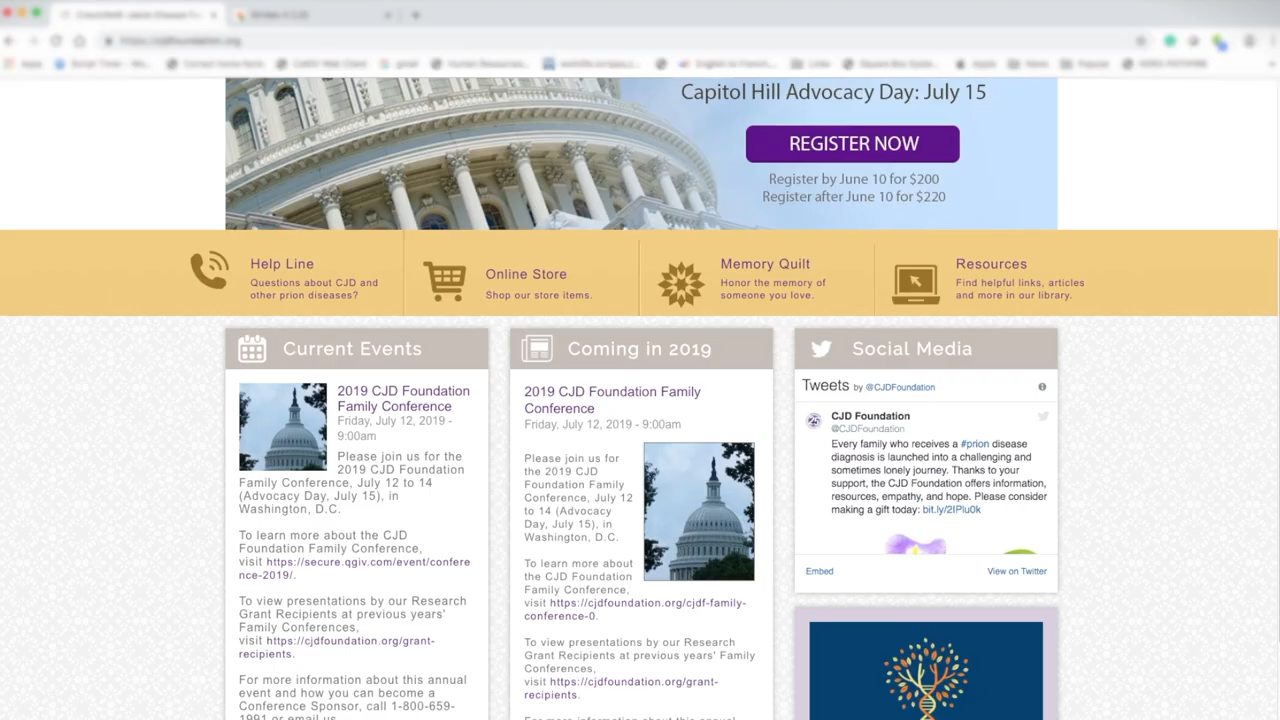 https://cjdfoundation.org
Capitol Hill Advocacy Day: July 15
REGISTER NOW
Register by June 10 for $200
Register after June 10 for $220
Help Line
Questions about CJD and
other prion diseases?
Online Store
Shop our store items.
Memory Quilt
Honor the memory of
someone you love.
Resources
Find helpful links, articles
and more in our library.
Current Events
2019 CJD Foundation
Family Conference
Friday, July 12, 2019 -
9:00am
Please join us for the
2019 CJD Foundation
Family Conference, July 12 to 14
(Advocacy Day, July 15), in
Washington, D.C.
To learn more about the CJD
Foundation Family Conference,
visit https://secure.qgiv.com/event/confere
nce-2019/.
To view presentations by our Research
Grant Recipients at previous years'
Family Conferences,
visit https://cjdfoundation.org/grant-
recipients.
For more information about this annual
event and how you can become a
Conference Sponsor, call 1-800-659-
1991 or email us
Coming in 2019
2019 CJD Foundation Family
Conference
Friday, July 12, 2019 - 9:00am
Please join us for
the 2019 CJD
Foundation Family
Conference, July 12
to 14 (Advocacy
Day, July 15), in
Washington, D.C.
To learn more about
the CJD Foundation
Family Conference,
visit https://cjdfoundation.org/cjdf-family-
conference-0.
To view presentations by our Research
Grant Recipients at previous years' Family
Conferences,
visit https://cjdfoundation.org/grant-
recipients.
For more information about this annual
Social Media
Tweets by @CJDFoundation
CJD Foundation
@CJDFoundation
Every family who receives a #prion disease
diagnosis is launched into a challenging and
sometimes lonely journey. Thanks to your
support, the CJD Foundation offers information,
resources, empathy, and hope. Please consider
making a gift today: bit.ly/2IPlu0k
Embed
View on Twitter